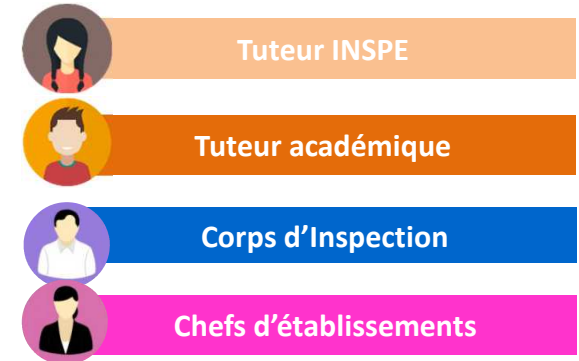 Tuteur INSPE
Tuteur académique
Corps d’Inspection
Chefs d’établissements